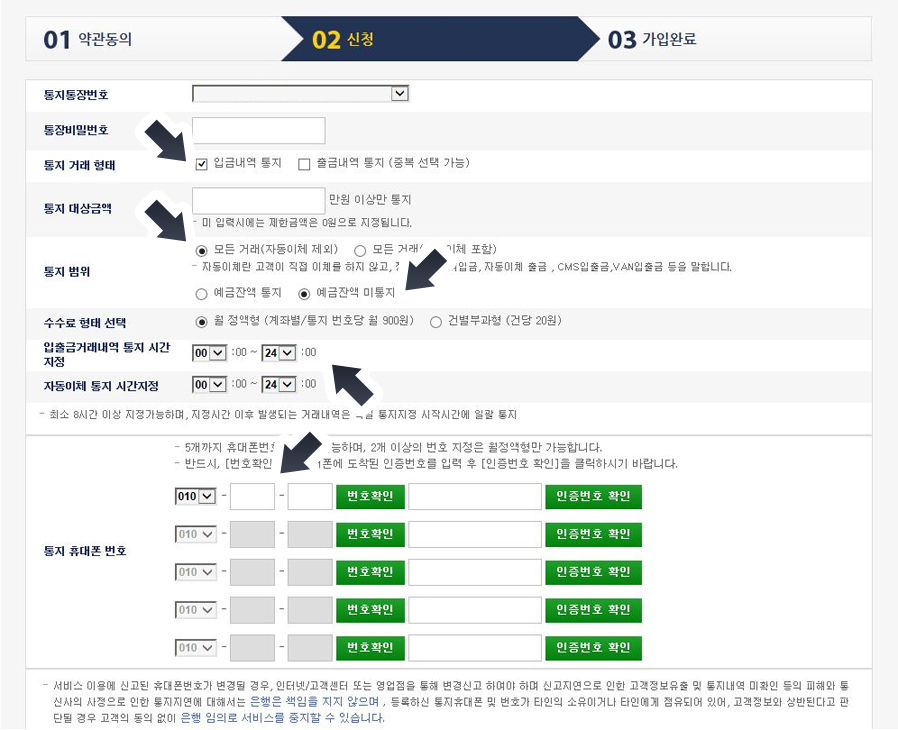 01 약관동의 02 신청 03 가입완료
통지통장번호
통장비밀번호
통지 거래 형태 입금내역 통지 출금내역 통지 (중복 선택 가능)
통지 대상금액 만원 이상만 통지
- 미 입력시에는 제한금액은 0원으로 지정됩니다.
통지 범위 모든 거래(자동이체 제외) 모든 거래( 이체 포함)
- 자동이체란 고객이 직접 이체를 하지 않고, 입금, 자동이체 출금 , CMS입출금,VAN입출금 등을 말합니다.
예금잔액 통지 예금잔액 미통지
수수료 형태 선택 월 정액형 (계좌별/통지 번호당 월 900원) 건별부과형 (건당 20원)
입출금거래내역 통지 시간
지정 00 :00 ~ 24 :00
자동이체 통지 시간지정 00 :00 ~ 24 :00
- 최소 8시간 이상 지정가능하며, 지정시간 이후 발생되는 거래내역은 통지지정 시작시간에 일괄 통지
- 5개까지 휴대폰번호 능하며, 2개 이상의 번호 지정은 월정액형만 가능합니다.
- 반드시, [번호확인 폰에 도착된 인증번호를 입력 후 [인증번호 확인]을 클릭하시기 바랍니다.
통지 휴대폰 번호
010 - - 번호확인 인증번호 확인
010 - - 번호확인 인증번호 확인
010 - - 번호확인 인증번호 확인
010 - - 번호확인 인증번호 확인
010 - - 번호확인 인증번호 확인
- 서비스 이용에 신고된 휴대폰번호가 변경될 경우, 인터넷/고객센터 또는 영업점을 통해 변경신고 하여야 하며 신고지연으로 인한 고객정보유출 및 통지내역 미확인 등의 피해와 통
신사의 사정으로 인한 통지지연에 대해서는 은행은 책임을 지지 않으며 , 등록하신 통지휴대폰 및 번호가 타인의 소유이거나 타인에게 점유되어 있어, 고객정보와 상반된다고 판
단될 경우 고객의 동의 없이 은행 임의로 서비스를 중지할 수 있습니다.